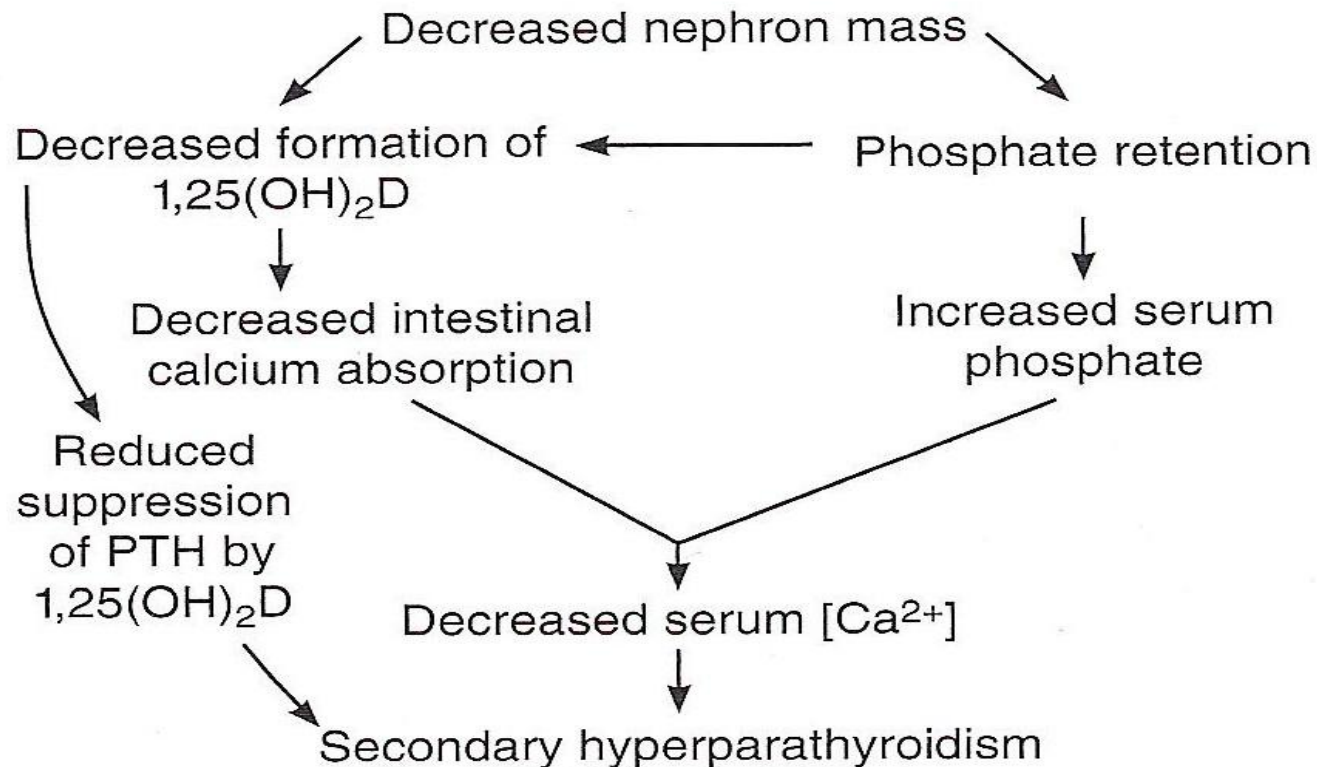 Decreased nephron mass
Decreased formation of
1,25(OH)₂D
Phosphate retention
Decreased intestinal
calcium absorption
Increased serum
phosphate
Reduced
suppression
of PTH by
1,25(OH)₂D
Decreased serum [Ca²⁺]
Secondary hyperparathyroidism